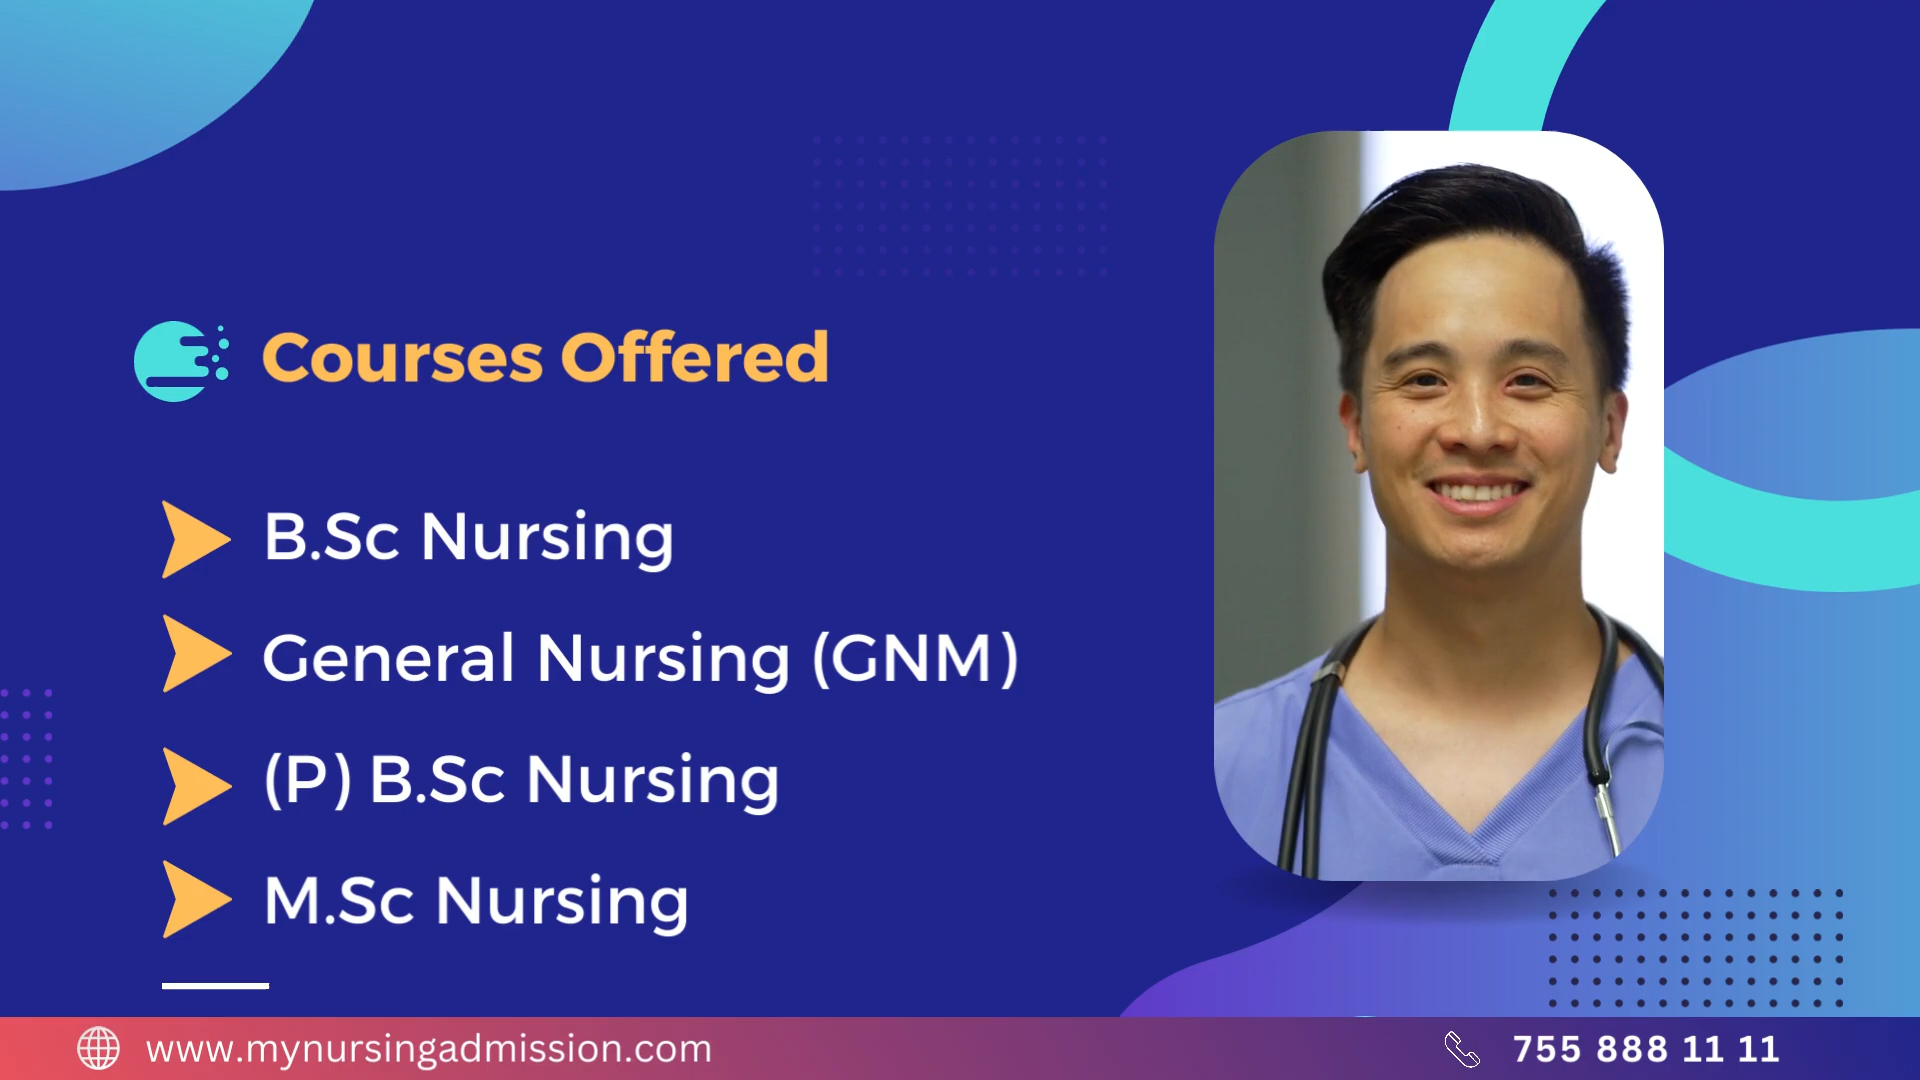 Courses Offered
B.Sc Nursing
General Nursing (GNM)
(P) B.Sc Nursing
M.Sc Nursing
www.mynursingadmission.com
755 888 11 11